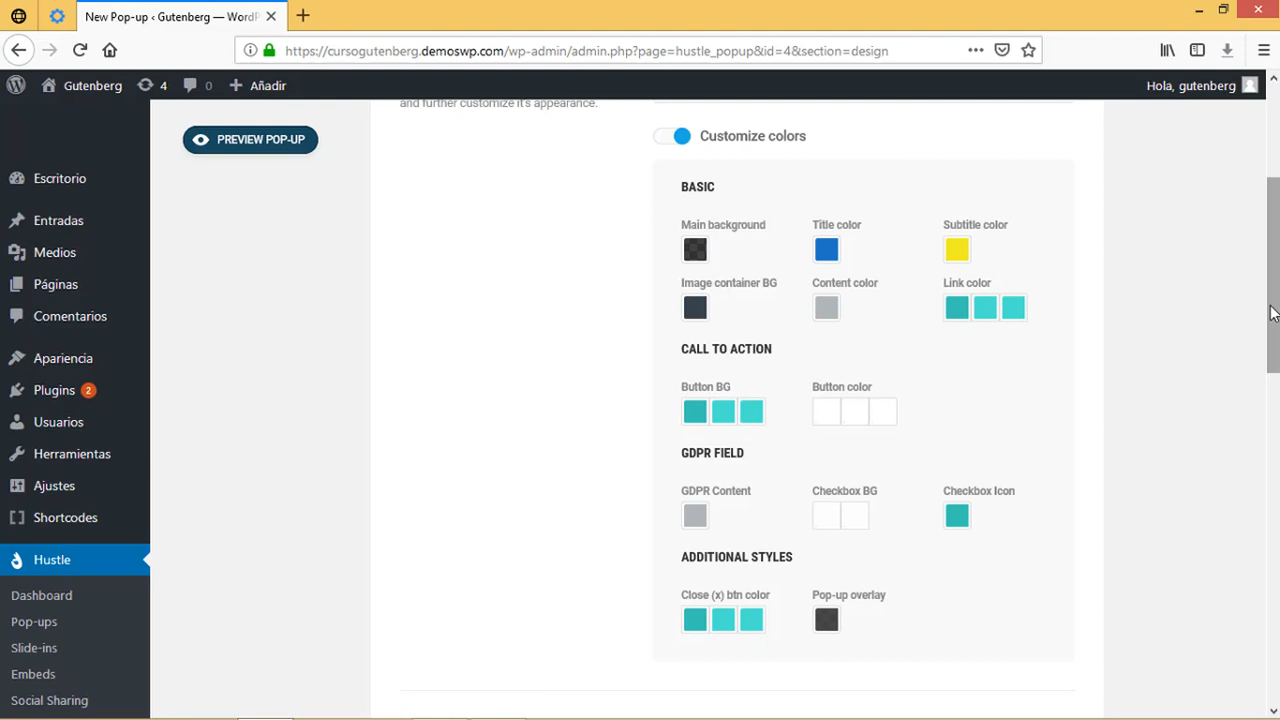 New Pop-up ‹ Gutenberg — WordP
https://cursogutenberg.demoswp.com/wp-admin/admin.php?page=hustle_popup&id=4&section=design
Gutenberg
4
0
Añadir
Hola, gutenberg
and further customize it's appearance.
PREVIEW POP-UP
Customize colors
Escritorio
Entradas
Medios
Páginas
Comentarios
Apariencia
Plugins 2
Usuarios
Herramientas
Ajustes
Shortcodes
Hustle
Dashboard
Pop-ups
Slide-ins
Embeds
Social Sharing
BASIC
Main background
Title color
Subtitle color
Image container BG
Content color
Link color
CALL TO ACTION
Button BG
Button color
GDPR FIELD
GDPR Content
Checkbox BG
Checkbox Icon
ADDITIONAL STYLES
Close (x) btn color
Pop-up overlay